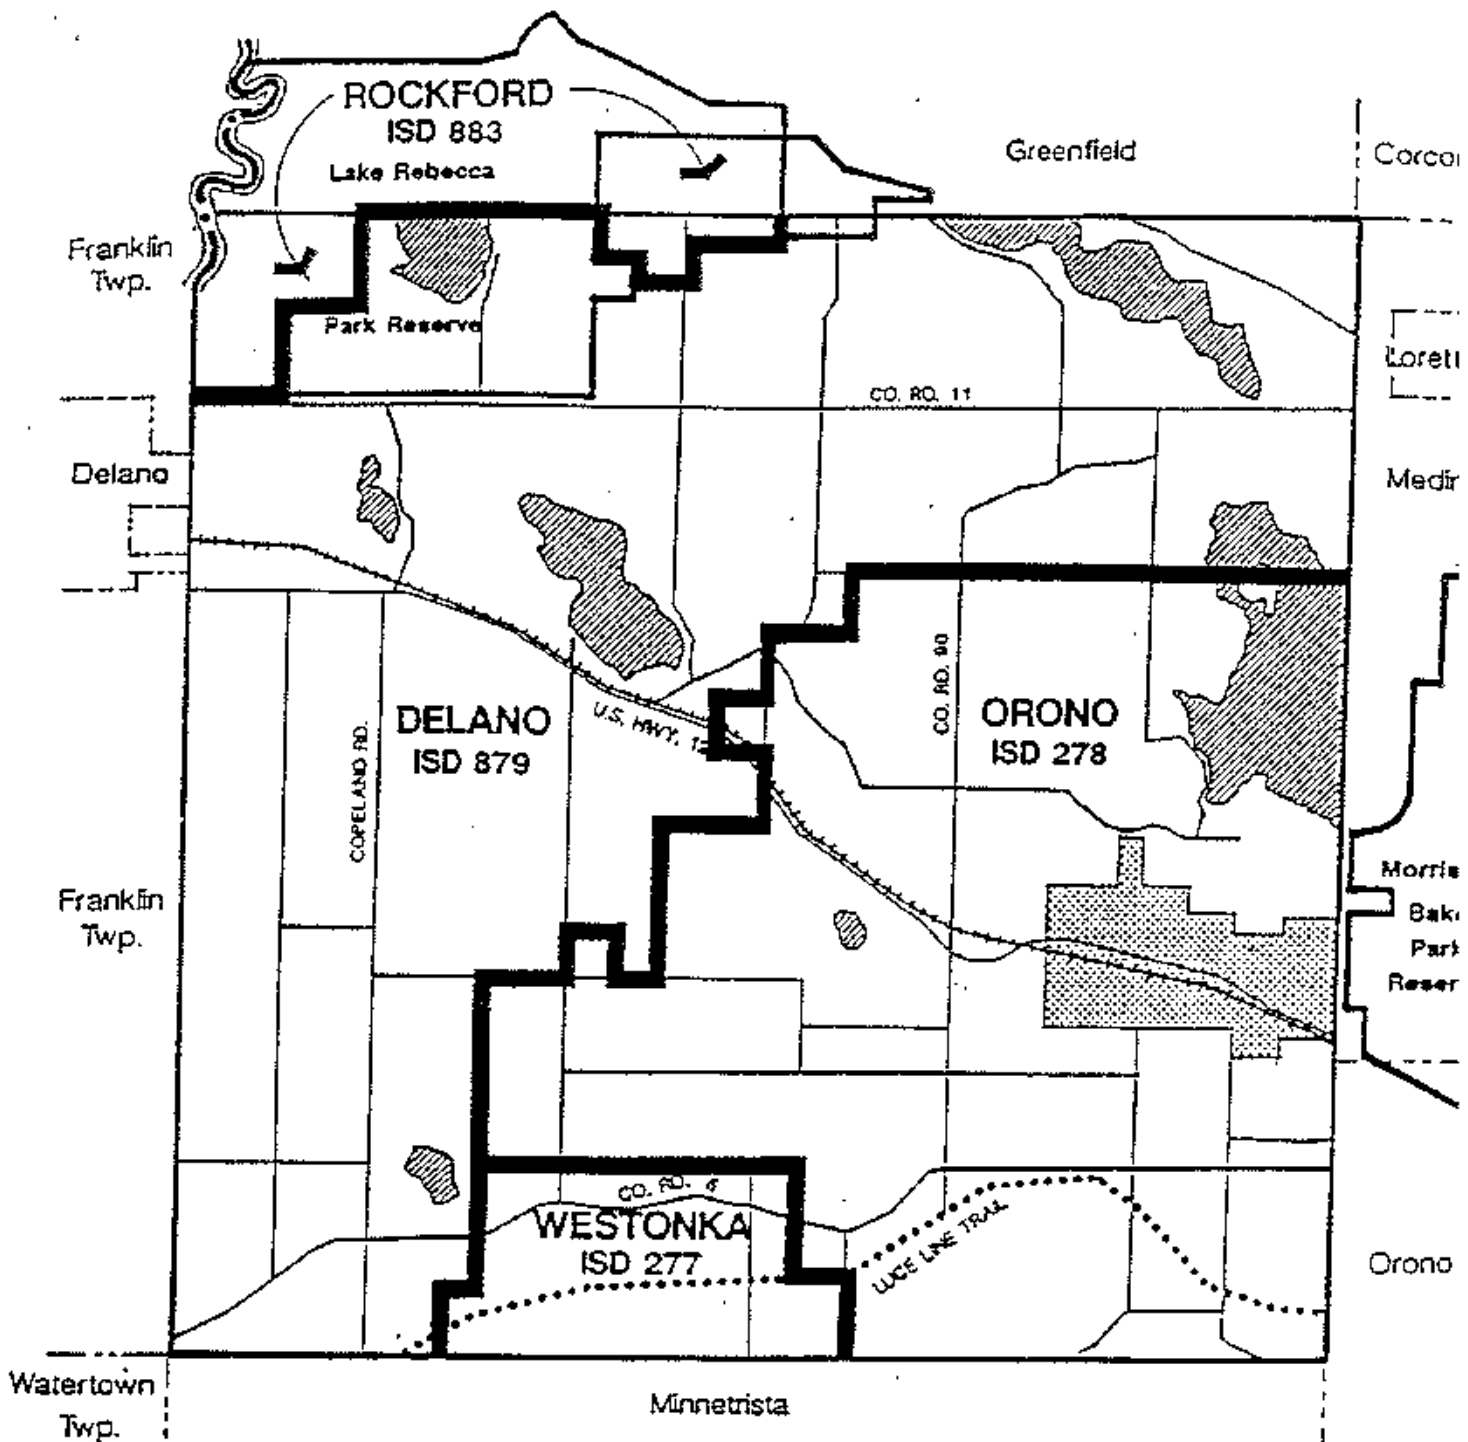 ROCKFORD
ISD 883
Lake Rebecca
Greenfield
Franklin
Twp.
Park Reserve
CO. RD. 11
Delano
DELANO
ISD 879
U.S. HWY.
COPELAND RD.
CO. RD. 90
ORONO
ISD 278
Franklin
Twp.
Park
CO. RD. 6
WESTONKA
ISD 277
LUCE LINE TRAIL
Orono
Watertown
Twp.
Minnetrista